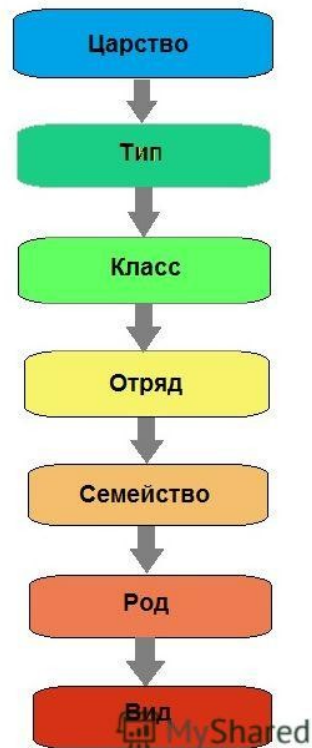 Царство
Тип
Класс
Отряд
Семейство
Род
Вид
MyShared